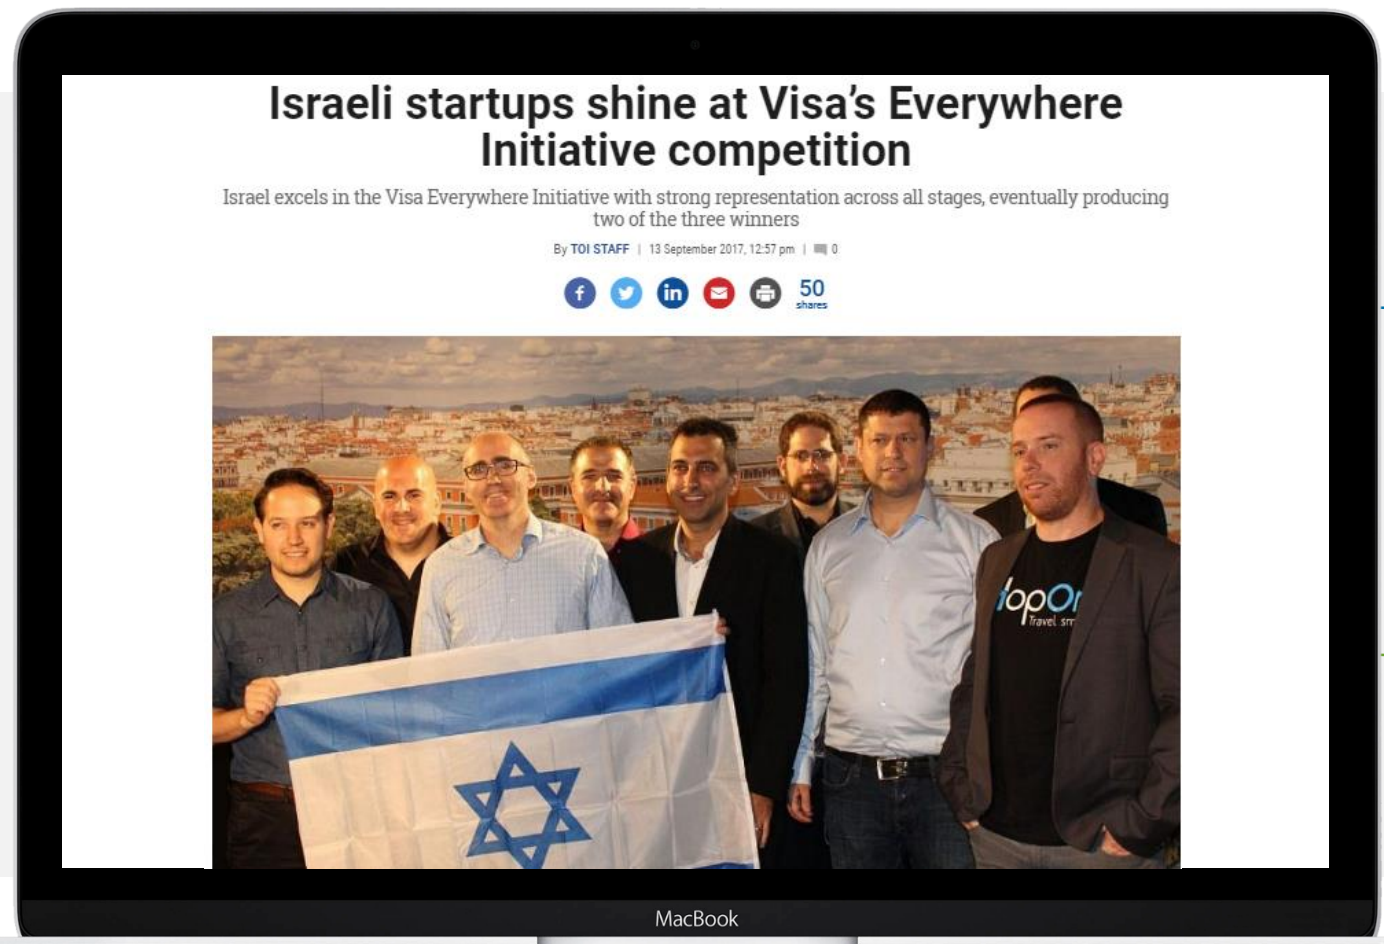 Israeli startups shine at Visa's Everywhere
Initiative competition
Israel excels in the Visa Everywhere Initiative with strong representation across all stages, eventually producing
two of the three winners
By TOI STAFF | 13 September 2017, 12:57 pm | 0
50
shares
MacBook